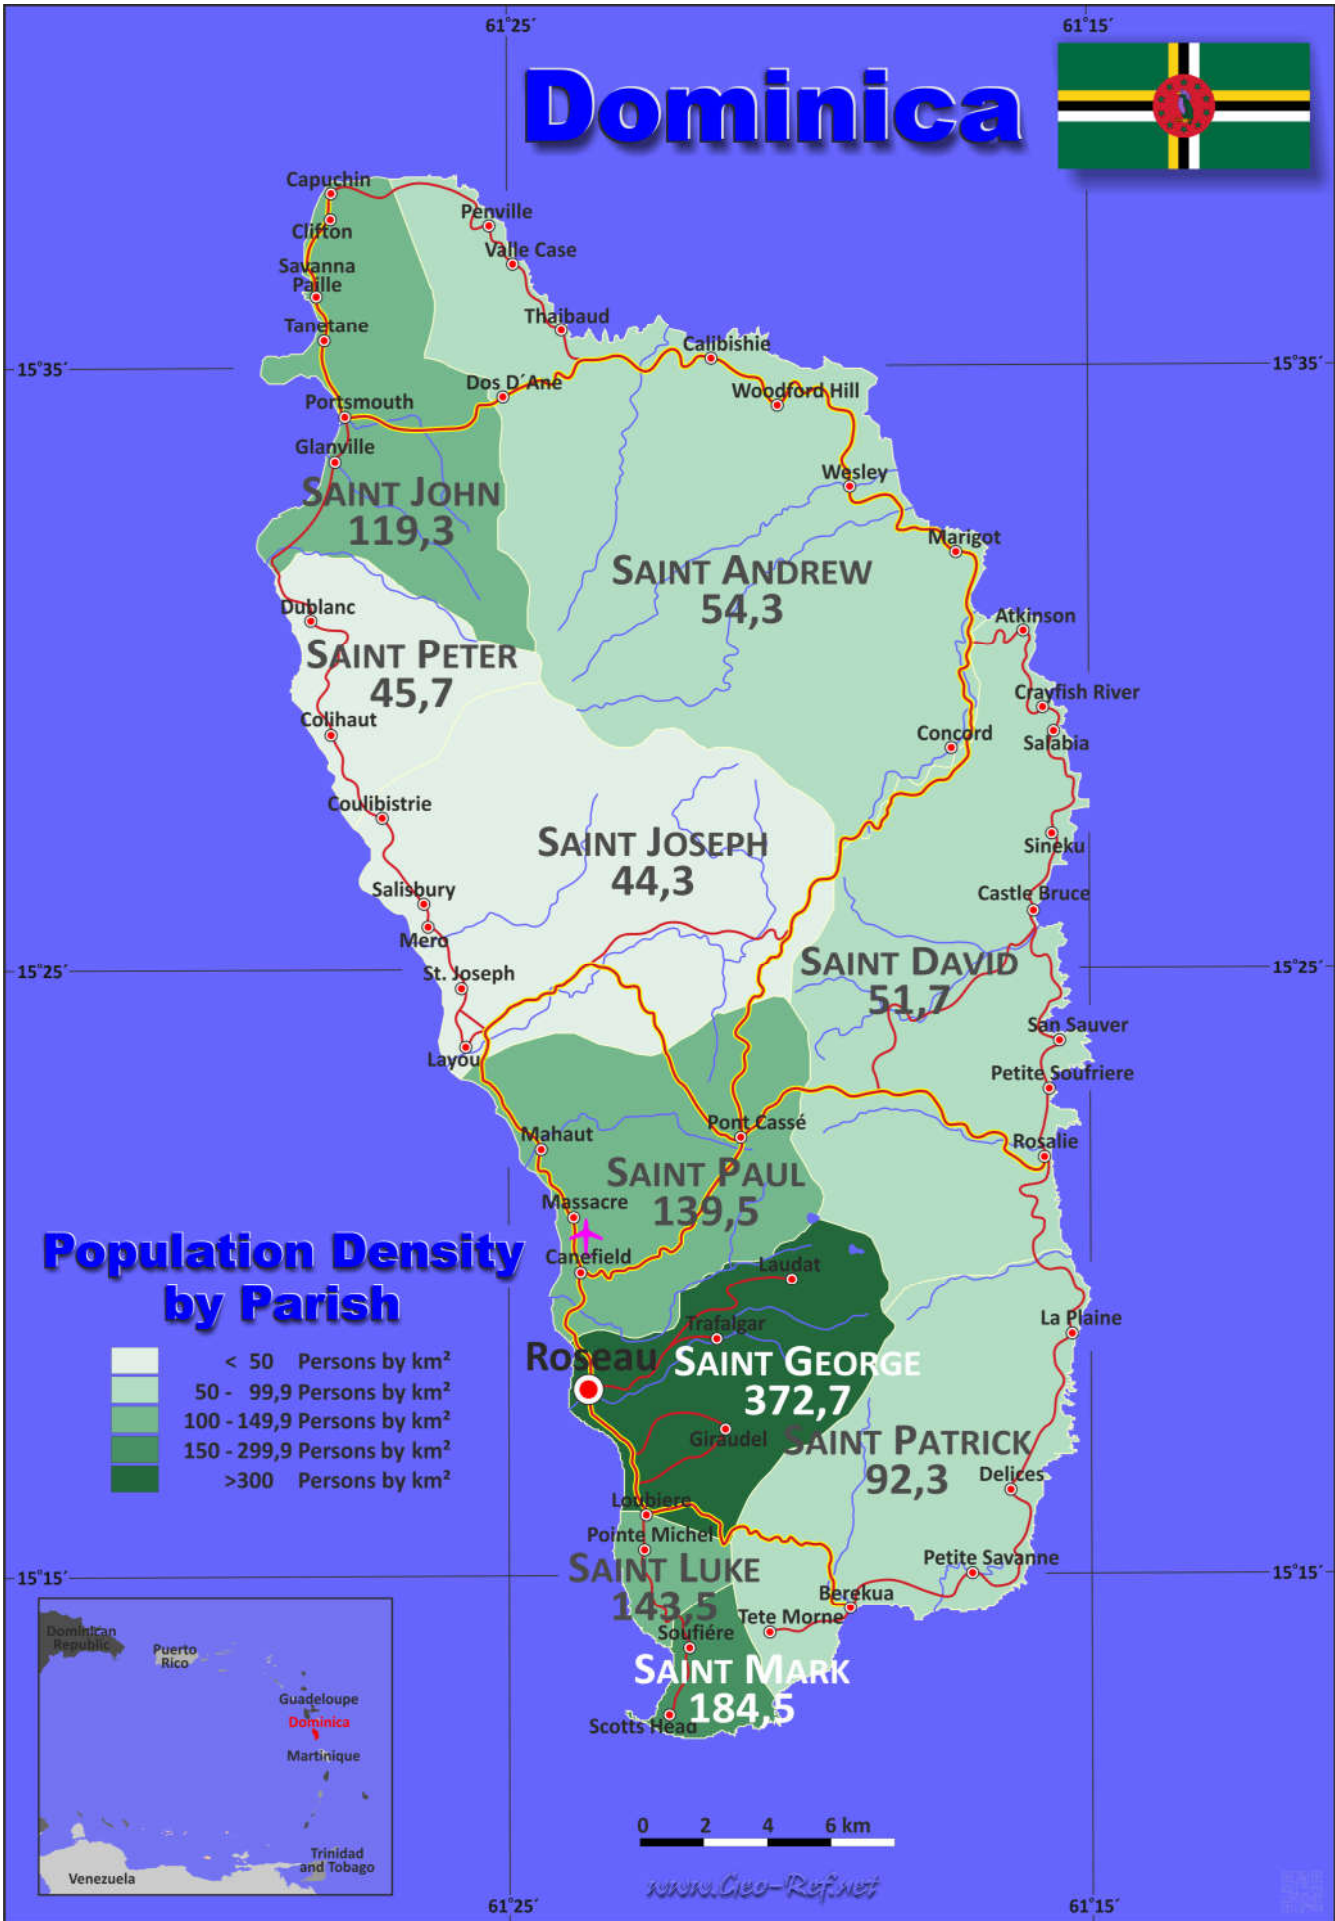 61°25´
61°15´
Dominica
Capuchin
Clifton
Penville
Valle Case
Savanna
Paille
Tanetane
Thaibaud
Calibishie
15°35´
15°35´
Dos D´Ane
Woodford Hill
Portsmouth
Glanville
Wesley
SAINT JOHN
119,3
Marigot
SAINT ANDREW
54,3
Dublanc
Atkinson
SAINT PETER
45,7
Crayfish River
Colihaut
Concord
Salabia
Coulibistrie
SAINT JOSEPH
44,3
Sineku
Salisbury
Castle Bruce
Mero
SAINT DAVID
51,7
15°25´
St. Joseph
15°25´
San Sauver
Layou
Petite Soufriere
Mahaut
Pont Cassé
Rosalie
SAINT PAUL
139,5
Massacre
Canefield
Laudat
Population Density
by Parish
La Plaine
Trafalgar
Roseau
SAINT GEORGE
372,7
< 50 Persons by km²
50 - 99,9 Persons by km²
100 - 149,9 Persons by km²
150 - 299,9 Persons by km²
>300 Persons by km²
Giraudel
SAINT PATRICK
92,3
Delices
Loubiere
Pointe Michel
SAINT LUKE
143,5
Petite Savanne
15°15´
15°15´
Berekua
Tete Morne
Soufiére
SAINT MARK
184,5
Scotts Head
Dominican
Republic
Puerto
Rico
Guadeloupe
Dominica
Martinique
Trinidad
and Tobago
Venezuela
0 2 4 6 km
www.Geo-Ref.net
61°25´
61°15´